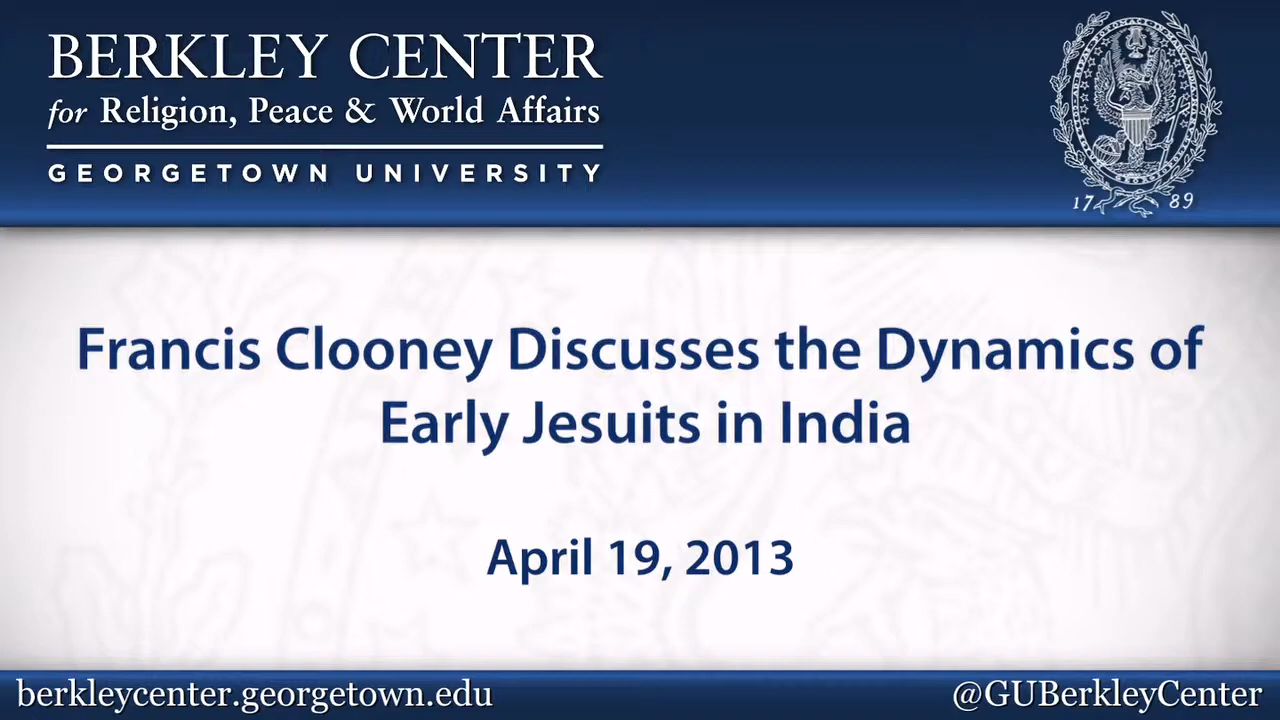 BERKLEY CENTER
for Religion, Peace & World Affairs
GEORGETOWN UNIVERSITY
17 89
Francis Clooney Discusses the Dynamics of
Early Jesuits in India
April 19, 2013
berkleycenter.georgetown.edu
@GUBerkleyCenter